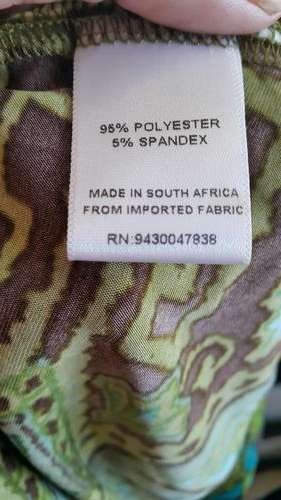 95% POLYESTER
5% SPANDEX
MADE IN SOUTH AFRICA
FROM IMPORTED FABRIC
RN:9430047838